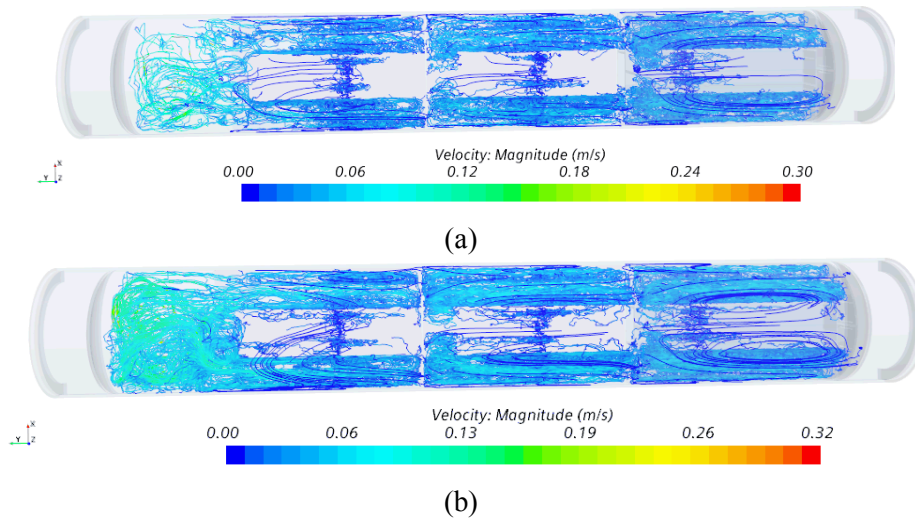 X
Y
Z
Velocity: Magnitude (m/s)
0.00 0.06 0.12 0.18 0.24 0.30
(a)
X
Y
Z
Velocity: Magnitude (m/s)
0.00 0.06 0.13 0.19 0.26 0.32
(b)